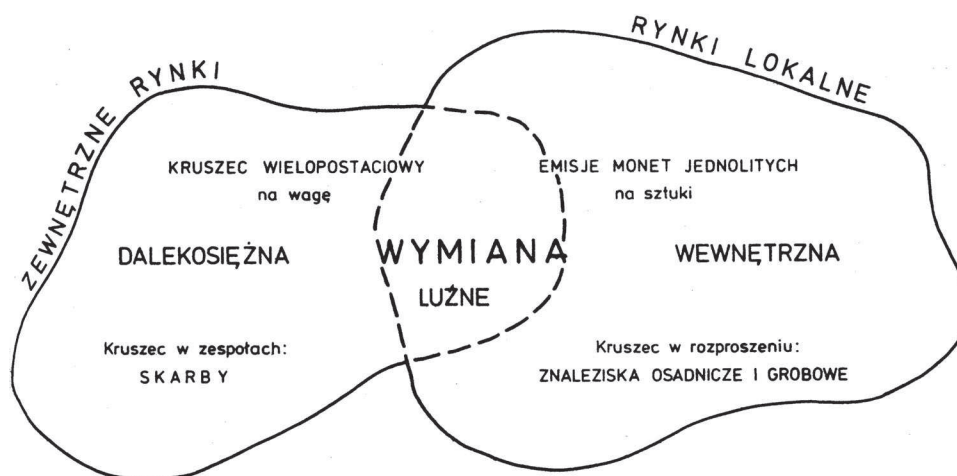 ZEWNĘTRZNE RYNKI
RYNKI LOKALNE
KRUSZEC WIELOPOSTACIOWY
na wagę
EMISJE MONET JEDNOLITYCH
na sztuki
DALEKOSIĘŻNA
WYMIANA
WEWNĘTRZNA
LUŹNE
Kruszec w zespołach:
SKARBY
Kruszec w rozproszeniu:
ZNALEZISKA OSADNICZE I GROBOWE